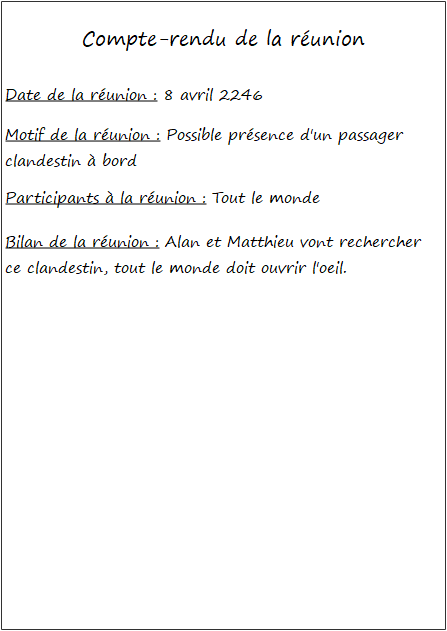 Compte-rendu de la réunion
Date de la réunion : 8 avril 2246
Motif de la réunion : Possible présence d'un passager
clandestin à bord
Participants à la réunion : Tout le monde
Bilan de la réunion : Alan et Matthieu vont rechercher
ce clandestin, tout le monde doit ouvrir l'oeil.